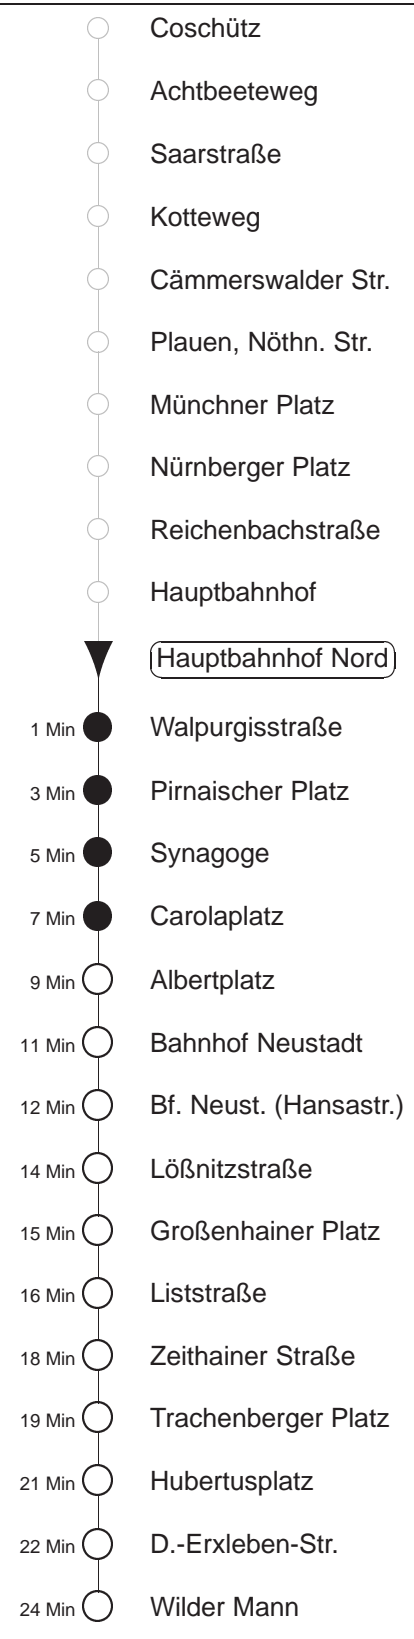 Coschütz
Achtbeeteweg
Saarstraße
Kotteweg
Cämmerswalder Str.
Plauen, Nöthn. Str.
Münchner Platz
Nürnberger Platz
Reichenbachstraße
Hauptbahnhof
Hauptbahnhof Nord
1 Min Walpurgisstraße
3 Min Pirnaischer Platz
5 Min Synagoge
7 Min Carolaplatz
9 Min Albertplatz
11 Min Bahnhof Neustadt
12 Min Bf. Neust. (Hansastr.)
14 Min Lößnitzstraße
15 Min Großenhainer Platz
16 Min Liststraße
18 Min Zeithainer Straße
19 Min Trachenberger Platz
21 Min Hubertusplatz
22 Min D.-Erxleben-Str.
24 Min Wilder Mann